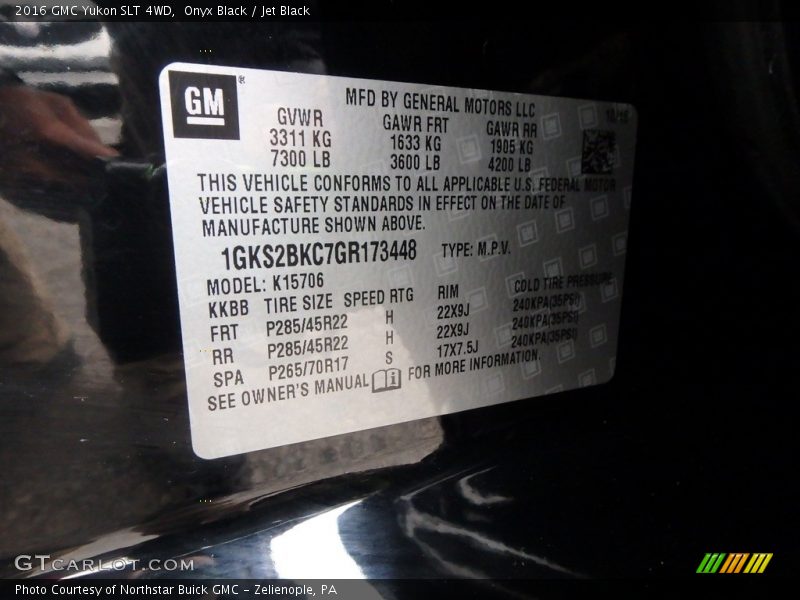 2016 GMC Yukon SLT 4WD, Onyx Black / Jet Black
GM®
MFD BY GENERAL MOTORS LLC
GVWR GAWR FRT GAWR RR
3311 KG 1633 KG 1905 KG
7300 LB 3600 LB 4200 LB
THIS VEHICLE CONFORMS TO ALL APPLICABLE U.S. FEDERAL MOTOR
VEHICLE SAFETY STANDARDS IN EFFECT ON THE DATE OF
MANUFACTURE SHOWN ABOVE.
1GKS2BKC7GR173448 TYPE: M.P.V.
MODEL: K15706
KKBB TIRE SIZE SPEED RTG RIM COLD TIRE PRESSURE
FRT P285/45R22 H 22X9J 240KPA(35PSI)
RR P285/45R22 H 22X9J 240KPA(35PSI)
SPA P265/70R17 S 17X7.5J 240KPA(35PSI)
SEE OWNER'S MANUAL FOR MORE INFORMATION.
GTCARLOT.COM
Photo Courtesy of Northstar Buick GMC - Zelienople, PA